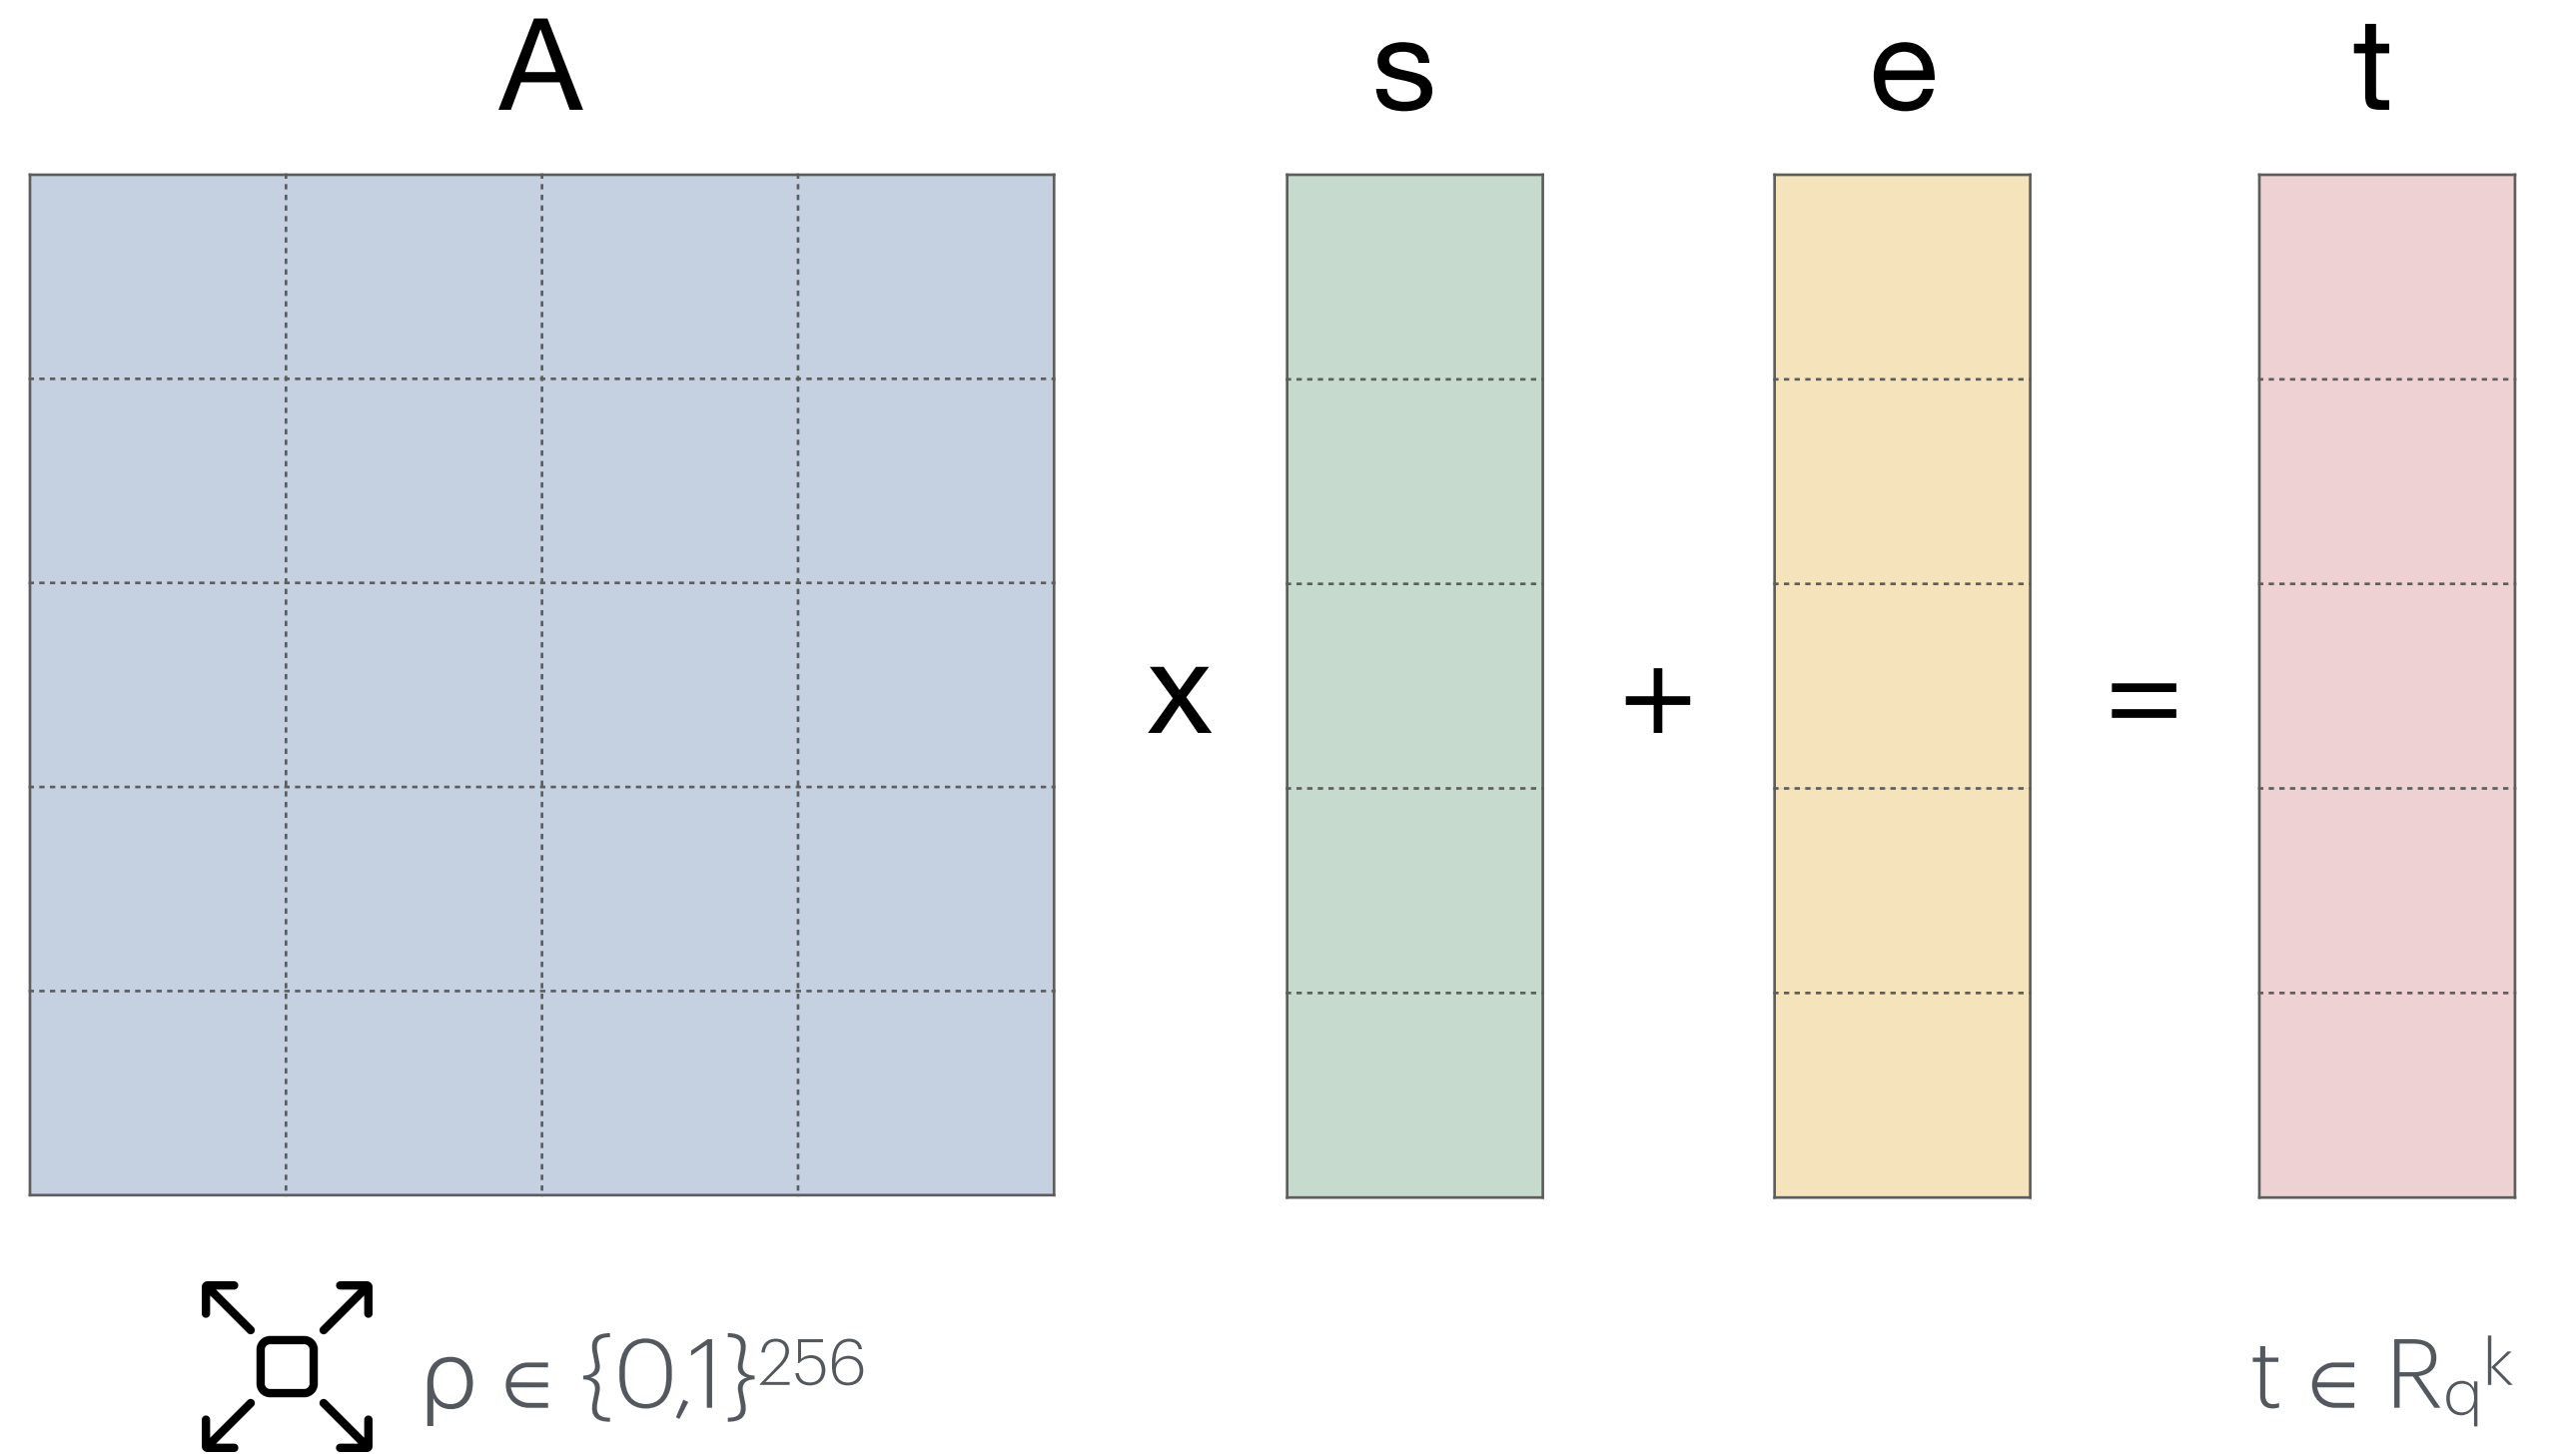 A s e t
x + =
ρ ∈ {0,1}²⁵⁶
t ∈ R_q^k